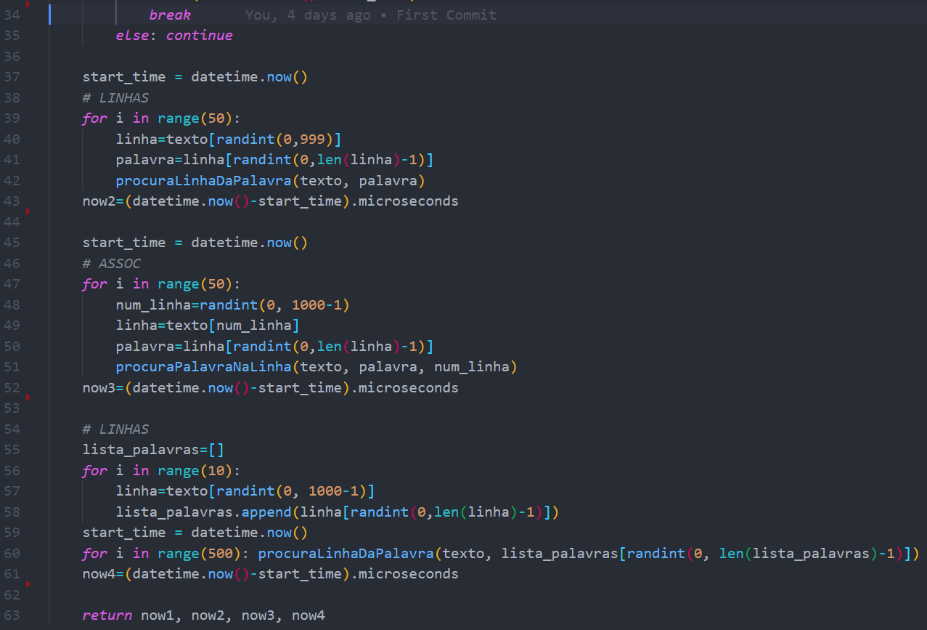 34 break You, 4 days ago • First Commit
35 else: continue
36
37 start_time = datetime.now()
38 # LINHAS
39 for i in range(50):
40 linha=texto[randint(0,999)]
41 palavra=linha[randint(0,len(linha)-1)]
42 procuraLinhaDaPalavra(texto, palavra)
43 now2=(datetime.now()-start_time).microseconds
44
45 start_time = datetime.now()
46 # ASSOC
47 for i in range(50):
48 num_linha=randint(0, 1000-1)
49 linha=texto[num_linha]
50 palavra=linha[randint(0,len(linha)-1)]
51 procuraPalavraNaLinha(texto, palavra, num_linha)
52 now3=(datetime.now()-start_time).microseconds
53
54 # LINHAS
55 lista_palavras=[]
56 for i in range(10):
57 linha=texto[randint(0, 1000-1)]
58 lista_palavras.append(linha[randint(0,len(linha)-1)])
59 start_time = datetime.now()
60 for i in range(500): procuraLinhaDaPalavra(texto, lista_palavras[randint(0, len(lista_palavras)-1)])
61 now4=(datetime.now()-start_time).microseconds
62
63 return now1, now2, now3, now4